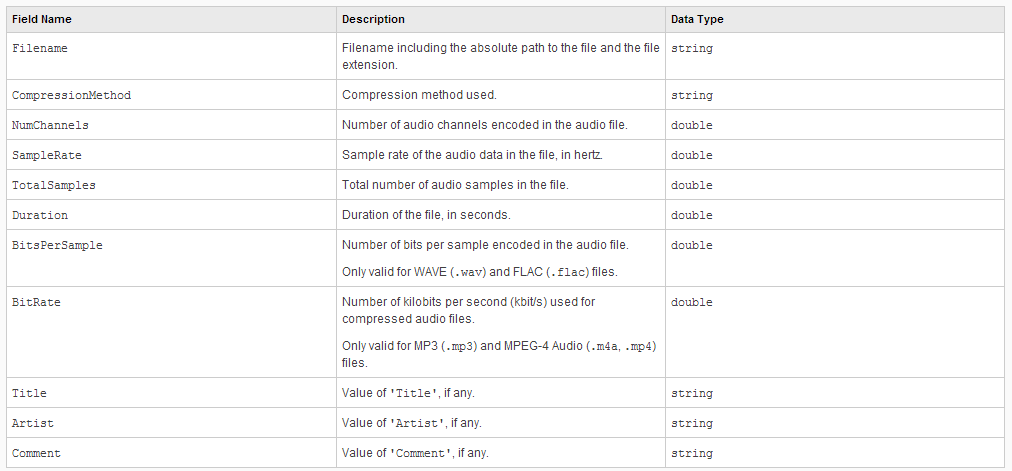 Field Name Description Data Type
Filename Filename including the absolute path to the file and the file string
extension.
CompressionMethod Compression method used. string
NumChannels Number of audio channels encoded in the audio file. double
SampleRate Sample rate of the audio data in the file, in hertz. double
TotalSamples Total number of audio samples in the file. double
Duration Duration of the file, in seconds. double
BitsPerSample Number of bits per sample encoded in the audio file. double
Only valid for WAVE (.wav) and FLAC (.flac) files.
BitRate Number of kilobits per second (kbit/s) used for double
compressed audio files.
Only valid for MP3 (.mp3) and MPEG-4 Audio (.m4a, .mp4)
files.
Title Value of 'Title', if any. string
Artist Value of 'Artist', if any. string
Comment Value of 'Comment', if any. string